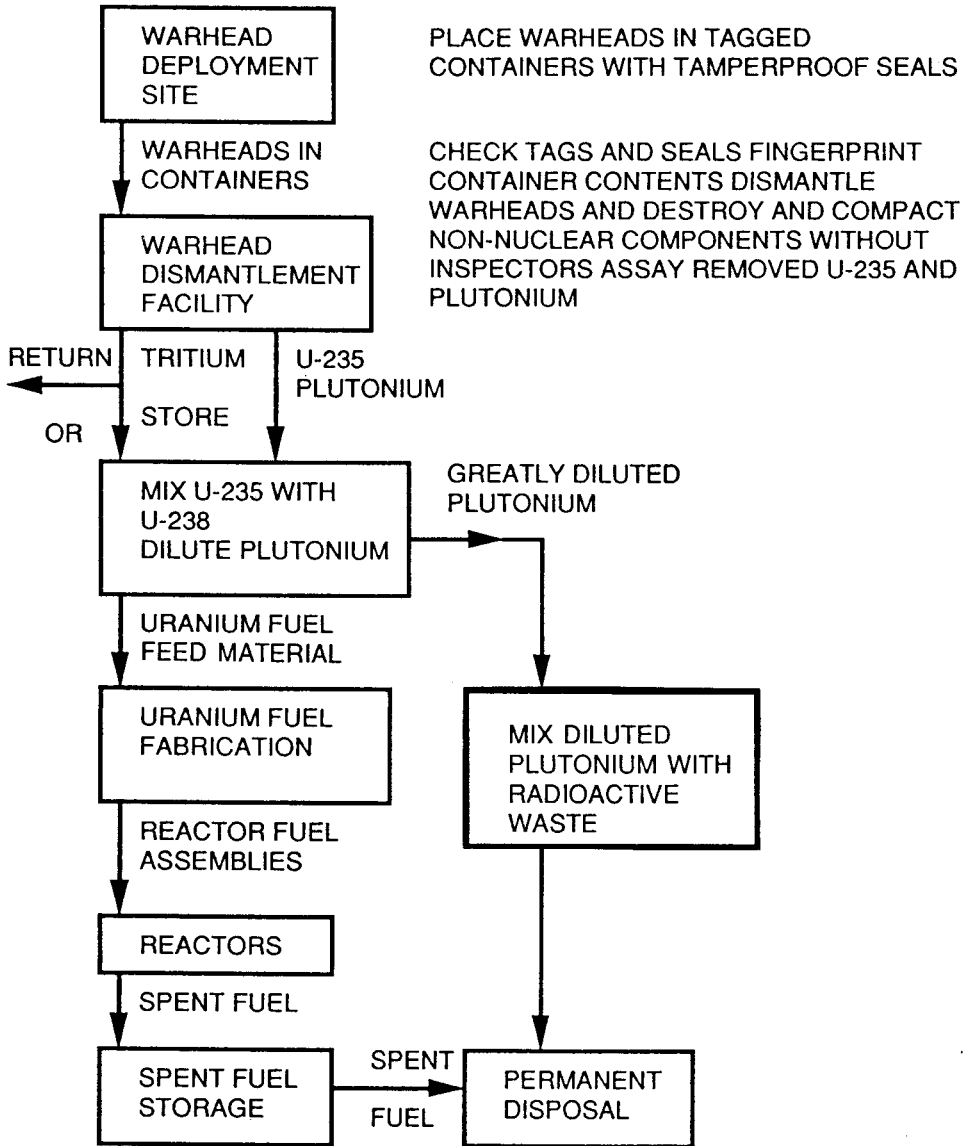 WARHEAD
DEPLOYMENT
SITE
PLACE WARHEADS IN TAGGED
CONTAINERS WITH TAMPERPROOF SEALS
WARHEADS IN
CONTAINERS
CHECK TAGS AND SEALS FINGERPRINT
CONTAINER CONTENTS DISMANTLE
WARHEADS AND DESTROY AND COMPACT
NON-NUCLEAR COMPONENTS WITHOUT
INSPECTORS ASSAY REMOVED U-235 AND
PLUTONIUM
WARHEAD
DISMANTLEMENT
FACILITY
RETURN
OR
TRITIUM
STORE
U-235
PLUTONIUM
MIX U-235 WITH
U-238
DILUTE PLUTONIUM
GREATLY DILUTED
PLUTONIUM
URANIUM FUEL
FEED MATERIAL
URANIUM FUEL
FABRICATION
MIX DILUTED
PLUTONIUM WITH
RADIOACTIVE
WASTE
REACTOR FUEL
ASSEMBLIES
REACTORS
SPENT FUEL
SPENT FUEL
STORAGE
SPENT
FUEL
PERMANENT
DISPOSAL